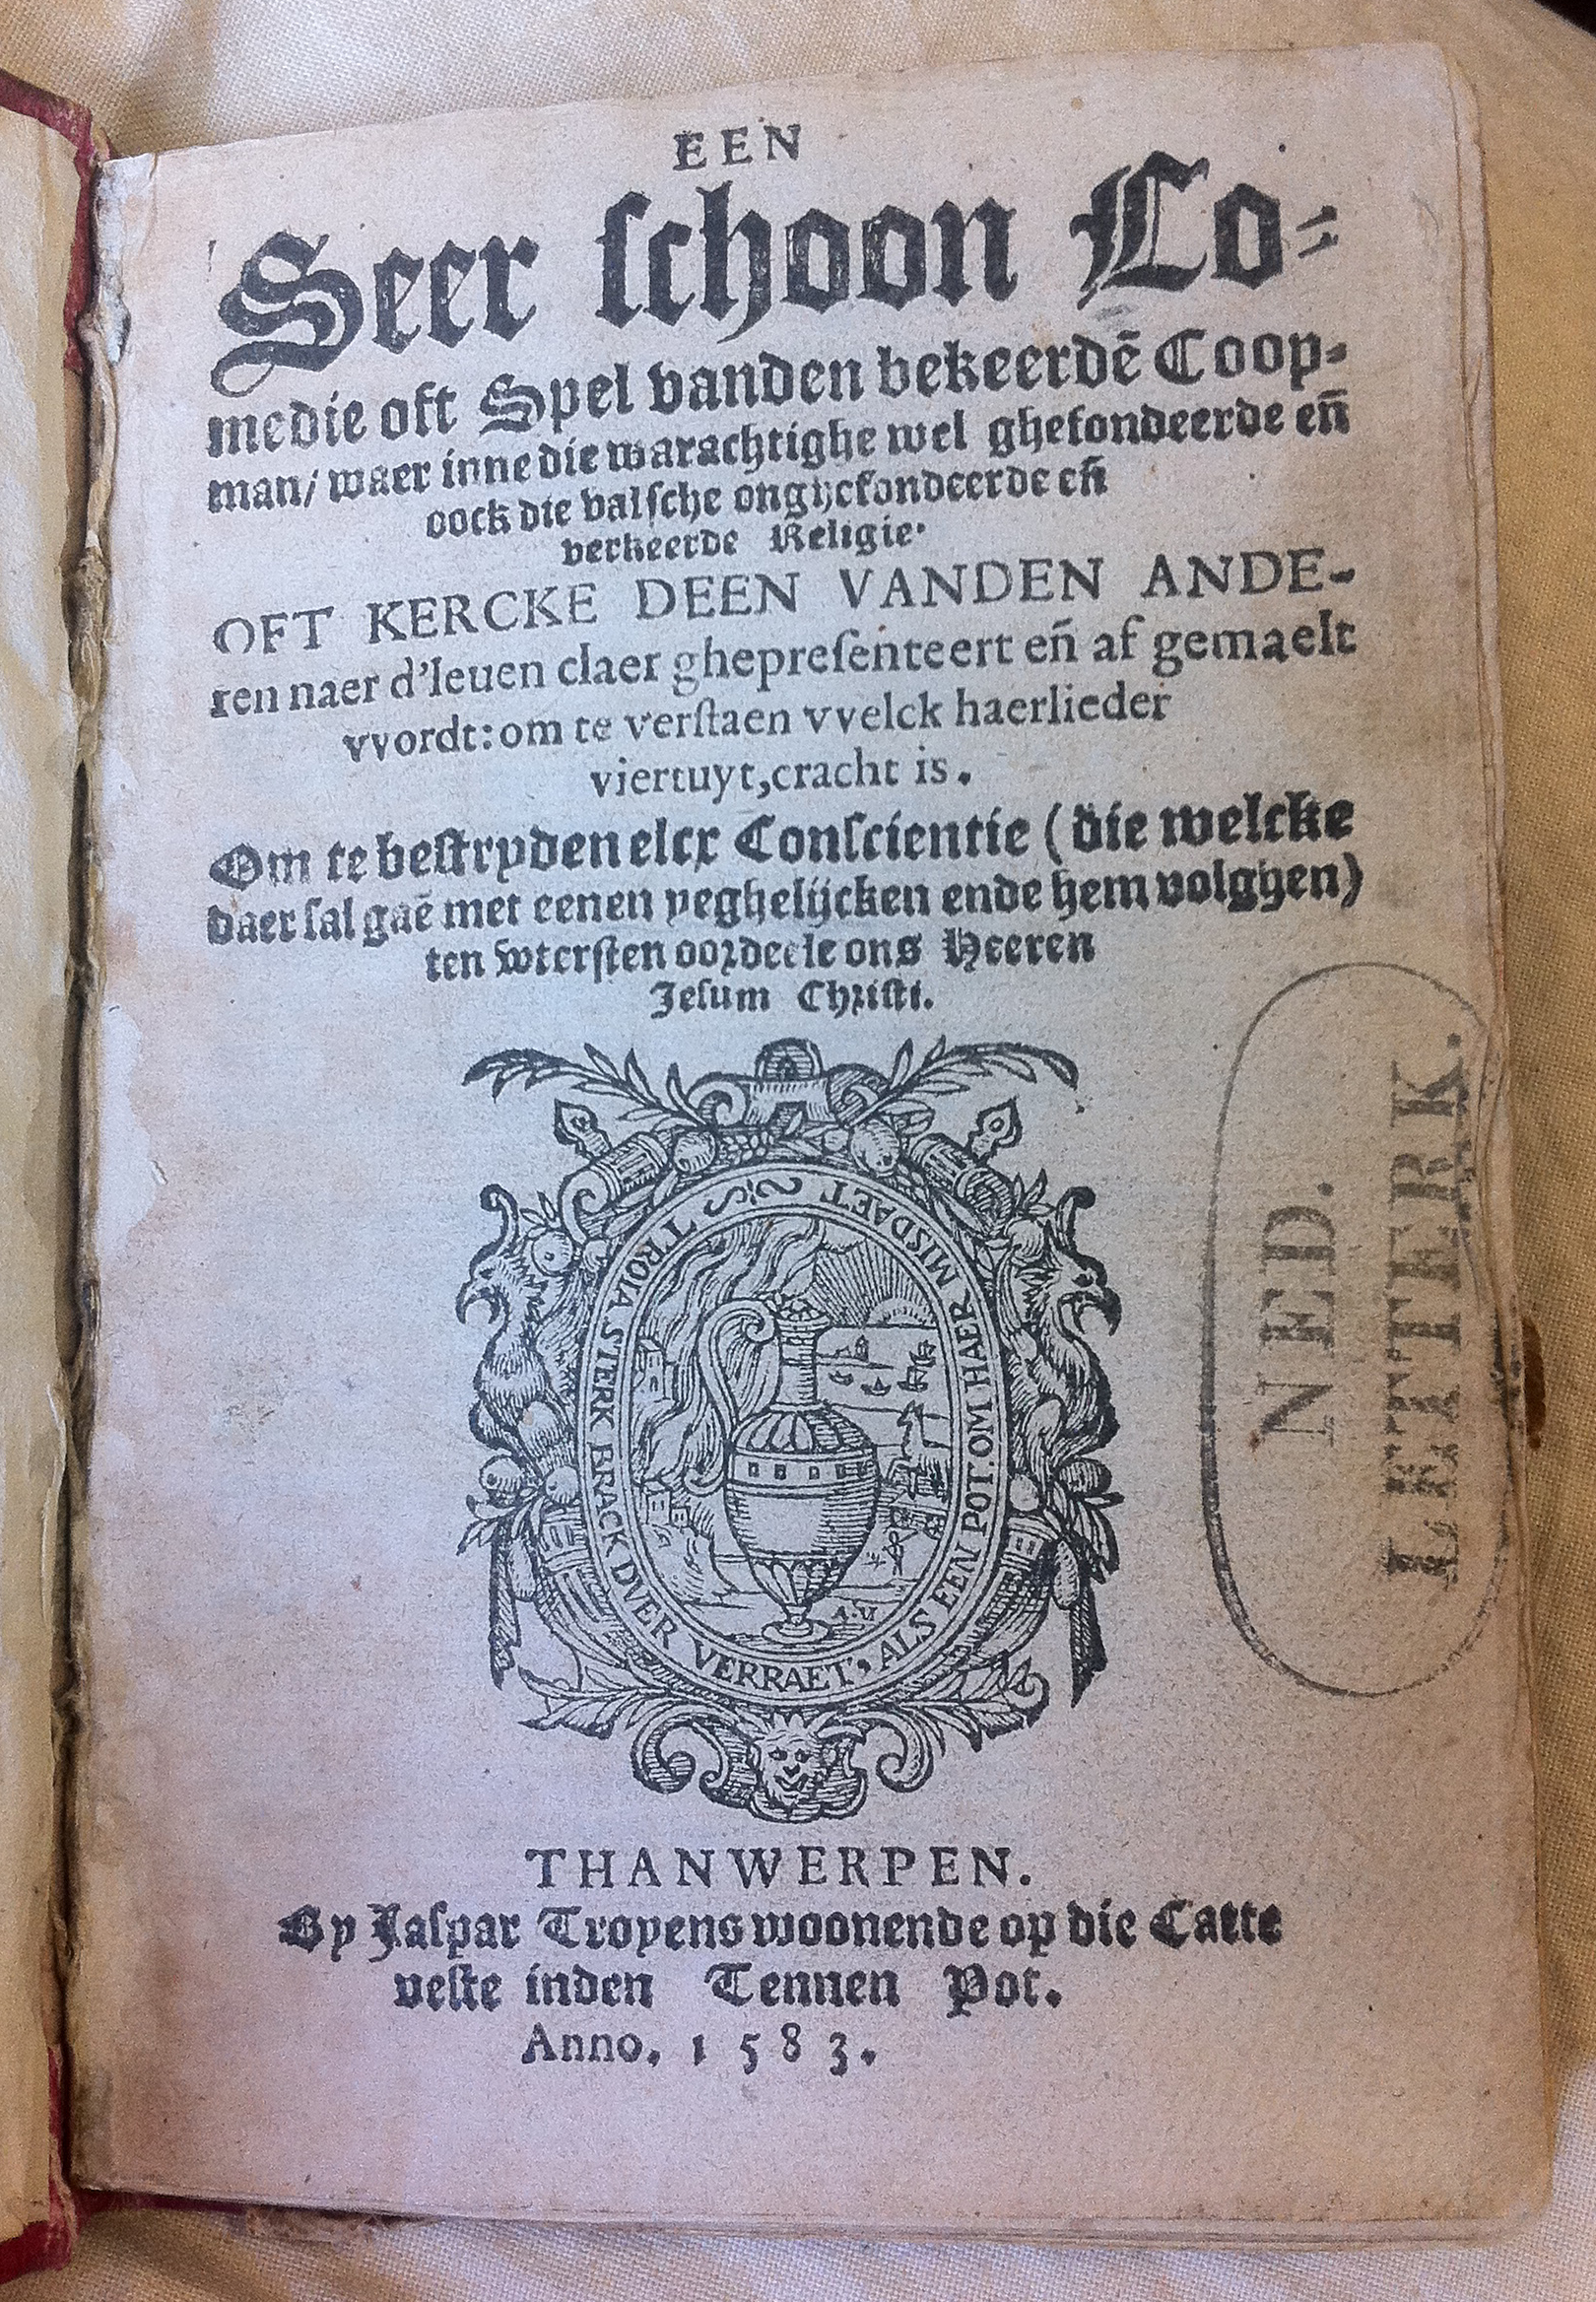 EEN
Seer schoon Co-
medie oft Spel vanden bekeerdē Coop-
man/ waer inne die warachtighe wel ghefondeerde eñ
oock die valsche onghefondeerde eñ
verkeerde Religie.
OFT KERCKE DEEN VANDEN ANDE-
ren naer d'leuen claer ghepresenteert eñ af gemaelt
vvordt: om te verstaen vvelck haerlieder
viertuyt, cracht is.
Om te bestryden elcx Conscientie (die welcke
daer sal gaē met eenen yeghelijcken ende hem volghen)
ten wtersten oordeele ons Heeren
Jesum Christi.
TROIA STERK BRACK DVER VERRAET, ALS EEN POT. OM HAER MISDAET
A·VL
THANWERPEN.
By Jaspar Troyens woonende op die Catte
veste inden Tennen Pot.
Anno. 1583.
NED.
LETTERK.